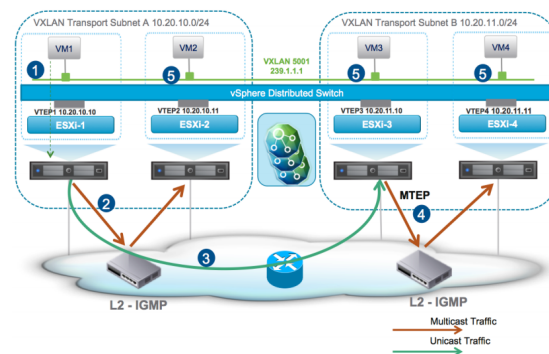 VXLAN Transport Subnet A 10.20.10.0/24
VXLAN Transport Subnet B 10.20.11.0/24
VM1
VM2
VM3
VM4
VXLAN 5001
239.1.1.1
1
5
5
5
vSphere Distributed Switch
VTEP1 10.20.10.10
VTEP2 10.20.10.11
VTEP3 10.20.11.10
VTEP4 10.20.11.11
ESXi-1
ESXi-2
ESXi-3
ESXi-4
MTEP
2
4
3
L2 - IGMP
L2 - IGMP
Multicast Traffic
Unicast Traffic